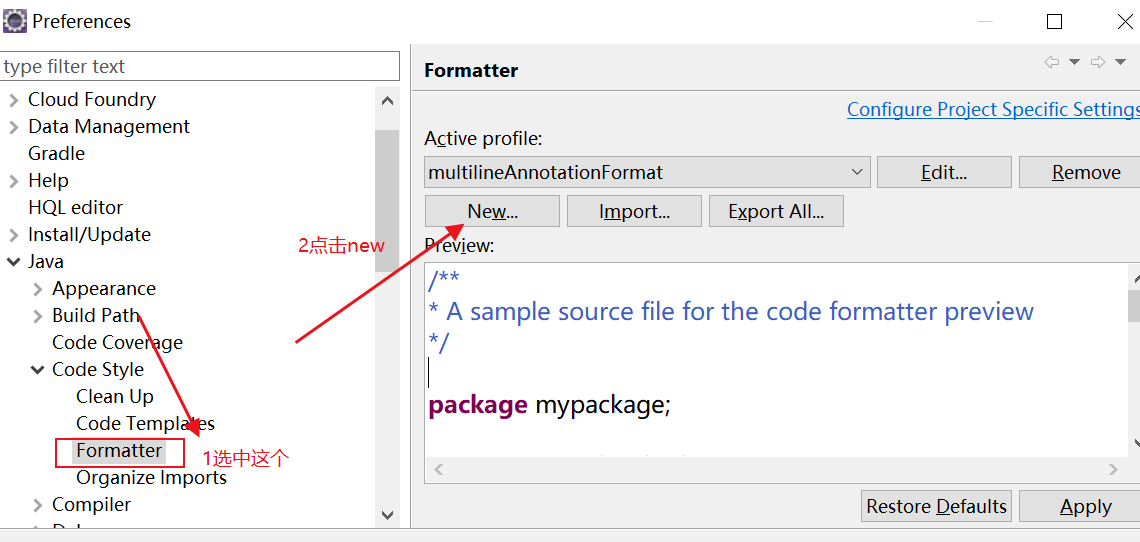 Preferences
type filter text
Cloud Foundry
Data Management
Gradle
Help
HQL editor
Install/Update
Java
Appearance
Build Path
Code Coverage
Code Style
Clean Up
Code Templates
Formatter
Organize Imports
Compiler
1选中这个
2点击new
Formatter
Configure Project Specific Settings
Active profile:
multilineAnnotationFormat
Edit...
Remove
New...
Import...
Export All...
Preview:
/**
* A sample source file for the code formatter preview
*/
package mypackage;
Restore Defaults
Apply